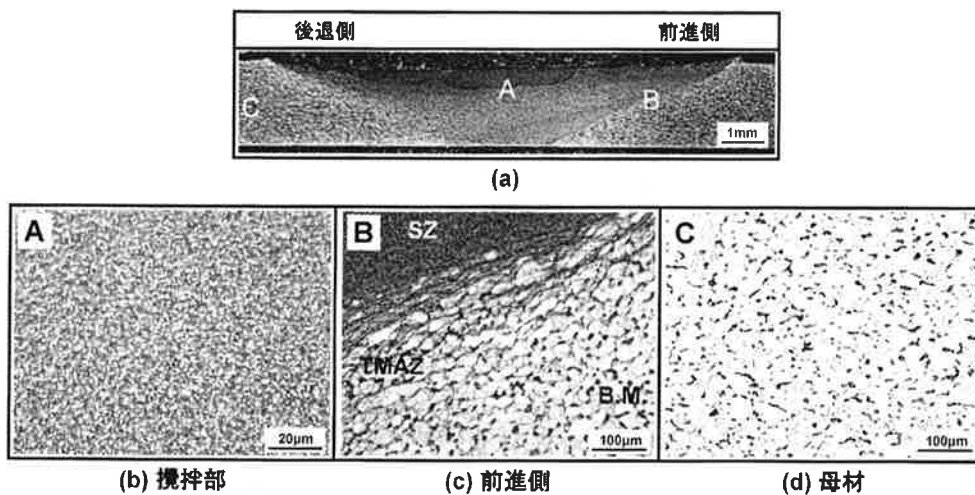 後退側 前進側
A
B
C
1mm
(a)
A
20μm
B
SZ
TMAZ
B.M.
100μm
C
100μm
(b) 攪拌部 (c) 前進側 (d) 母材